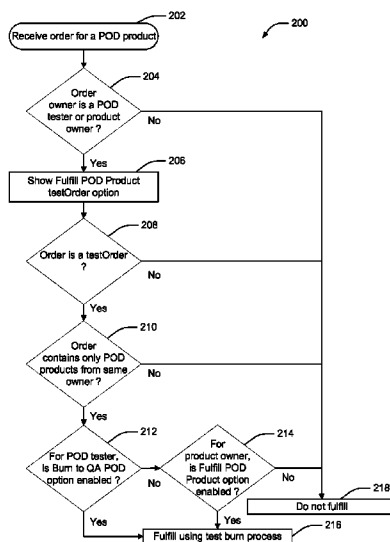 202
200
Receive order for a POD product
204
Order
owner is a POD
tester or product
owner ?
No
Yes
206
Show Fulfill POD Product
testOrder option
208
Order is a testOrder
?
No
Yes
210
Order
contains only POD
products from same
owner ?
No
Yes
212
For POD tester,
is Burn to QA POD
option enabled ?
No
Yes
214
For
product owner,
is Fulfill POD
Product option
enabled ?
No
Yes
218
Do not fulfill
Fulfill using test burn process
216